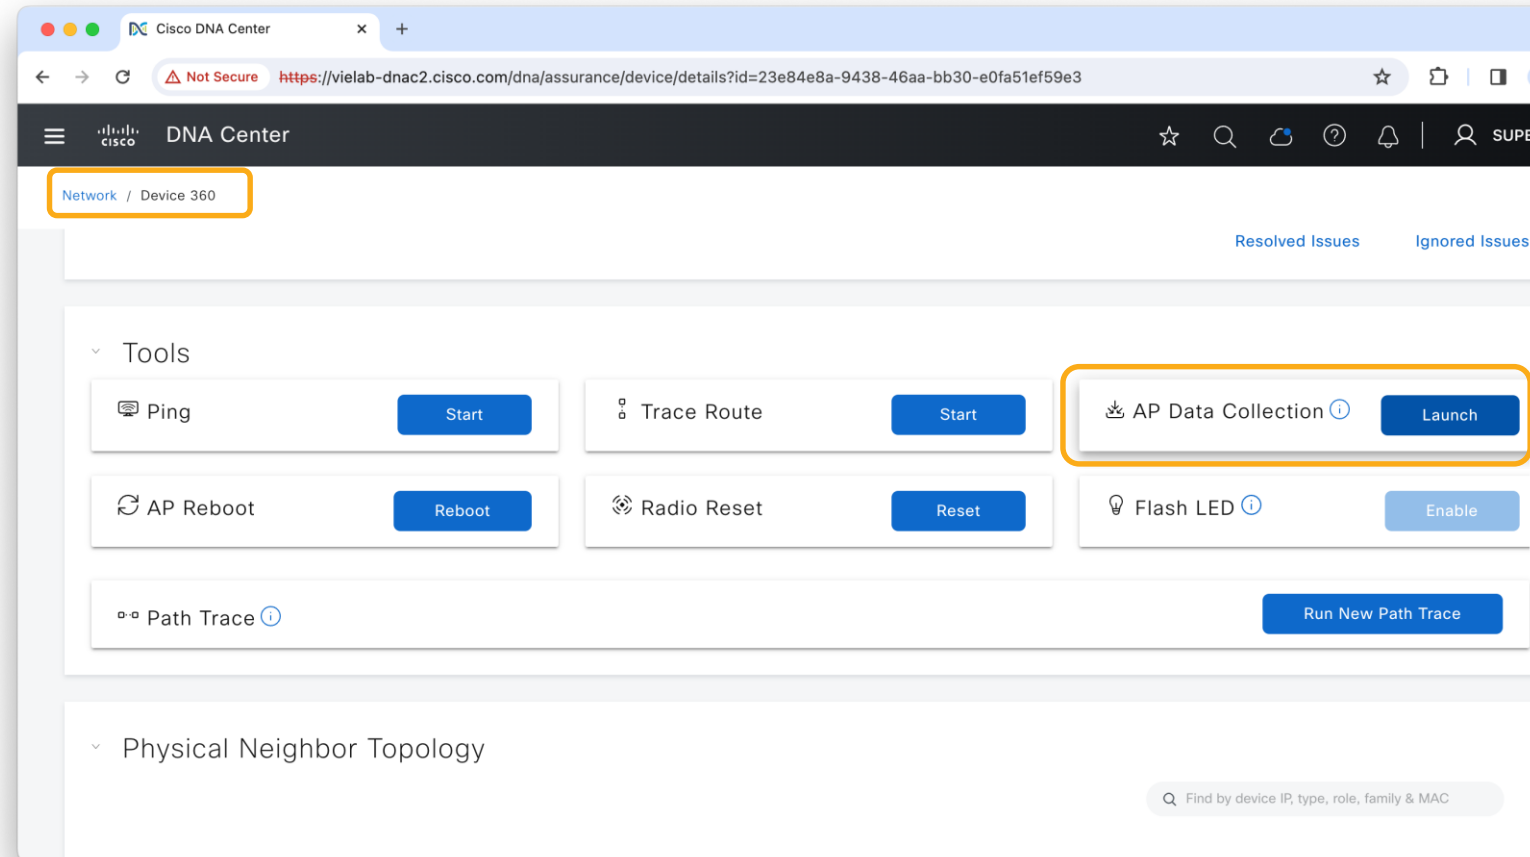 Cisco DNA Center
Not Secure https://vielab-dnac2.cisco.com/dna/assurance/device/details?id=23e84e8a-9438-46aa-bb30-e0fa51ef59e3
CISCO DNA Center SUPE
Network / Device 360
Resolved Issues Ignored Issues
Tools
Ping Start Trace Route Start AP Data Collection Launch
AP Reboot Reboot Radio Reset Reset Flash LED Enable
Path Trace Run New Path Trace
Physical Neighbor Topology
Find by device IP, type, role, family & MAC